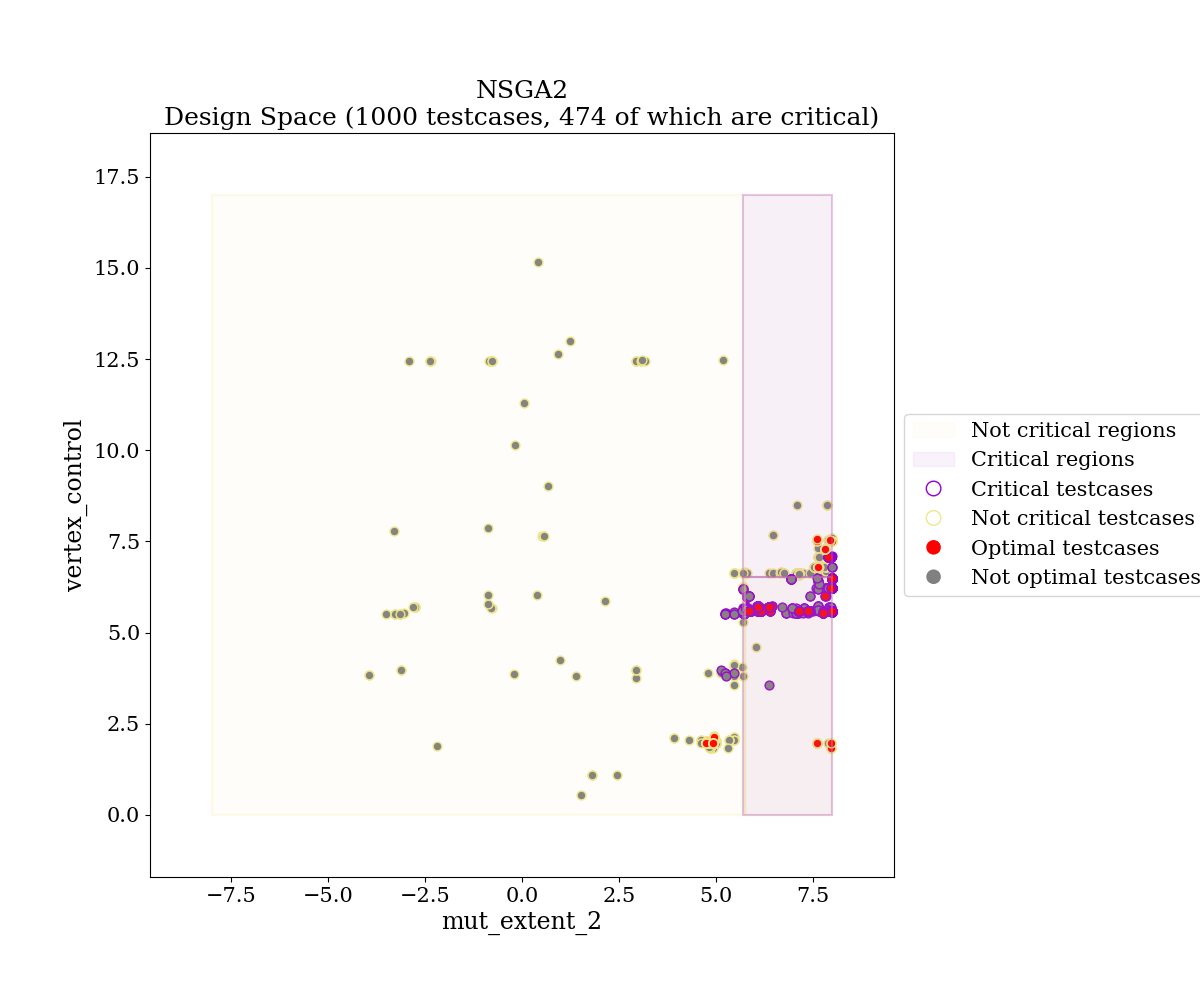 NSGA2
Design Space (1000 testcases, 474 of which are critical)
17.5
15.0
12.5
10.0
7.5
5.0
2.5
0.0
vertex_control
−7.5
−5.0
−2.5
0.0
2.5
5.0
7.5
mut_extent_2
Not critical regions
Critical regions
Critical testcases
Not critical testcases
Optimal testcases
Not optimal testcases